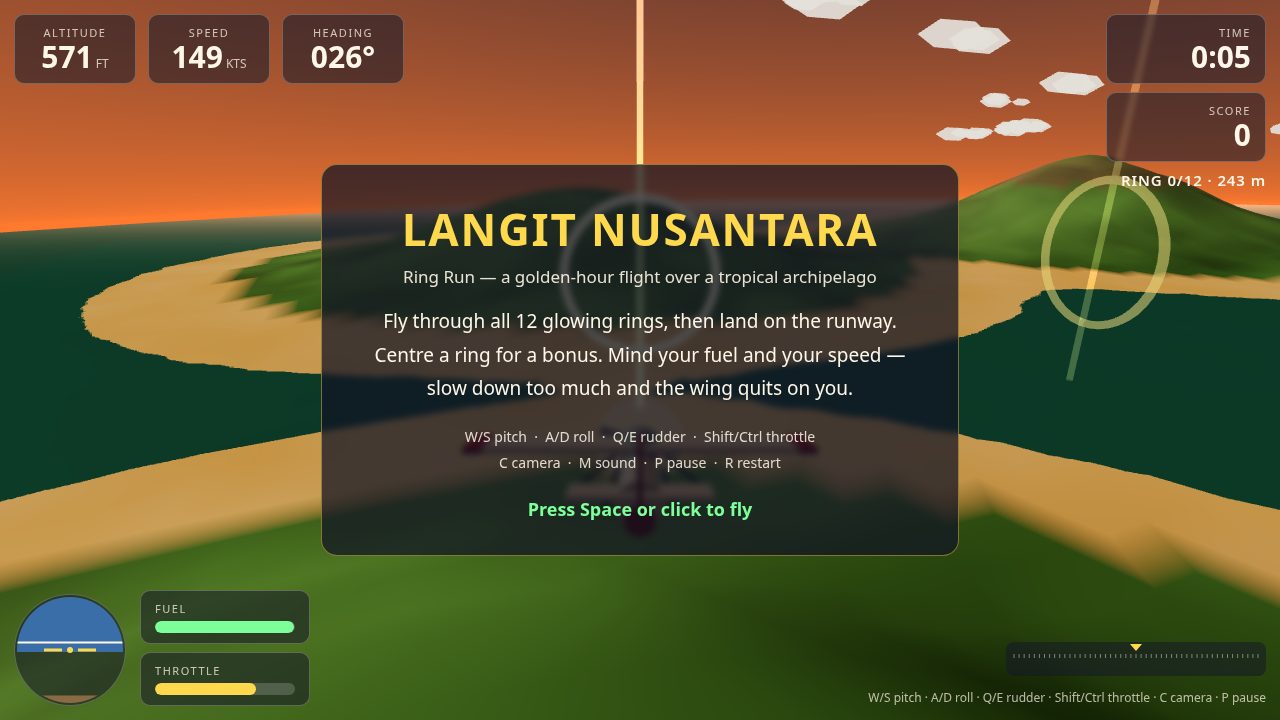 ALTITUDE
571 FT
SPEED
149 KTS
HEADING
026°
TIME
0:05
SCORE
0
RING 0/12 · 243 m
LANGIT NUSANTARA
Ring Run — a golden-hour flight over a tropical archipelago
Fly through all 12 glowing rings, then land on the runway.
Centre a ring for a bonus. Mind your fuel and your speed —
slow down too much and the wing quits on you.
W/S pitch · A/D roll · Q/E rudder · Shift/Ctrl throttle
C camera · M sound · P pause · R restart
Press Space or click to fly
FUEL
THROTTLE
W/S pitch · A/D roll · Q/E rudder · Shift/Ctrl throttle · C camera · P pause